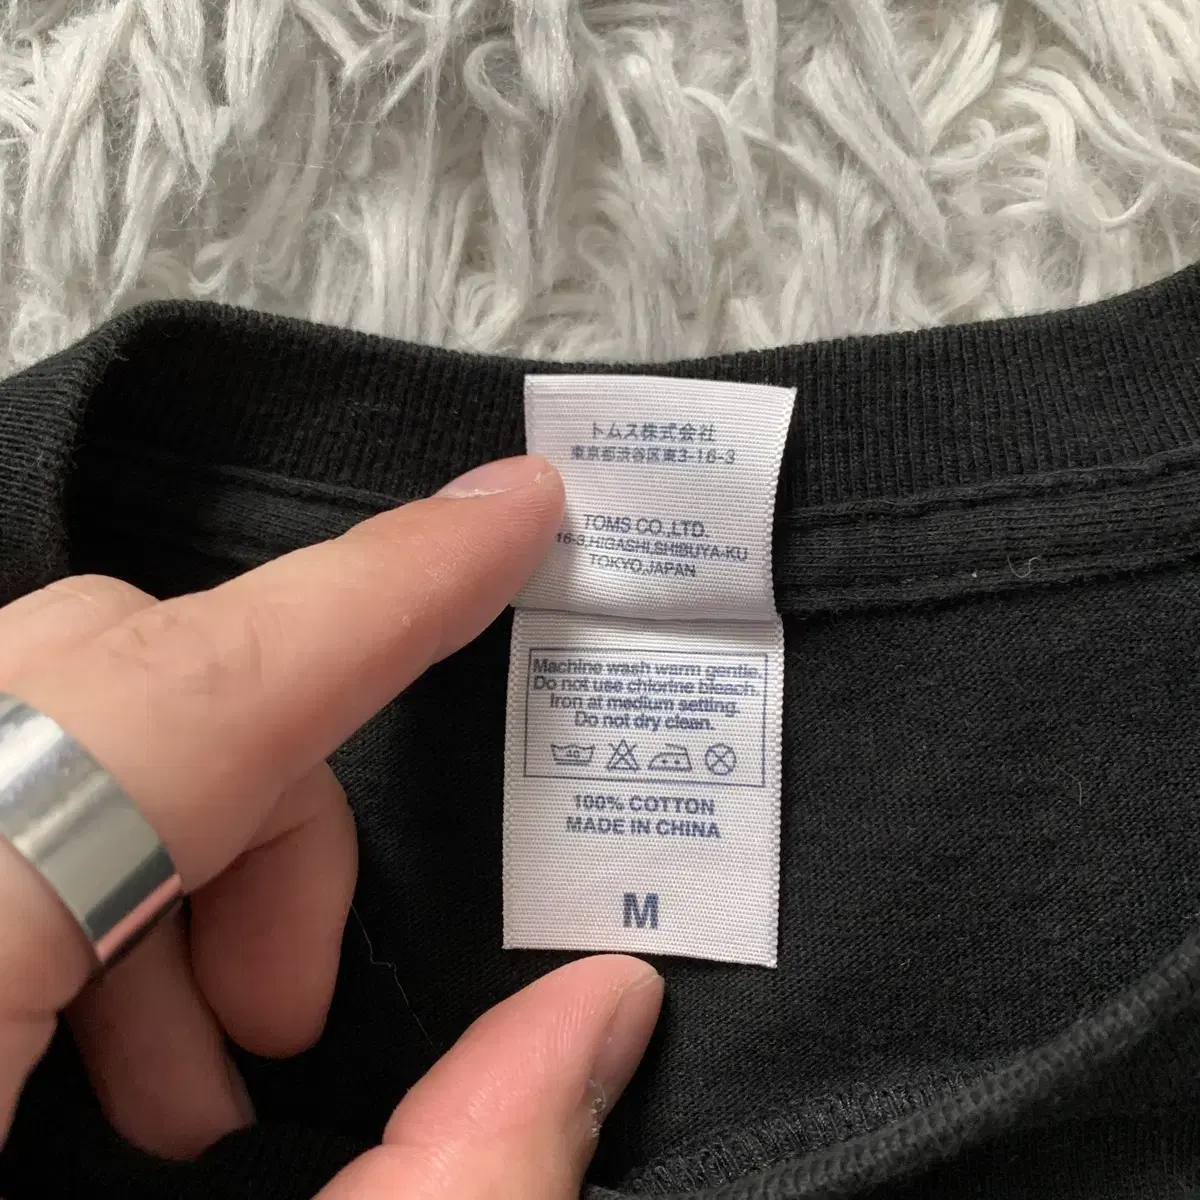 トムス株式会社
東京都渋谷区東3-16-3
TOMS CO.,LTD.
16-3,HIGASHI,SHIBUYA-KU
TOKYO,JAPAN
Machine wash warm gentle.
Do not use chlorine bleach.
Iron at medium setting.
Do not dry clean.
100% COTTON
MADE IN CHINA
M